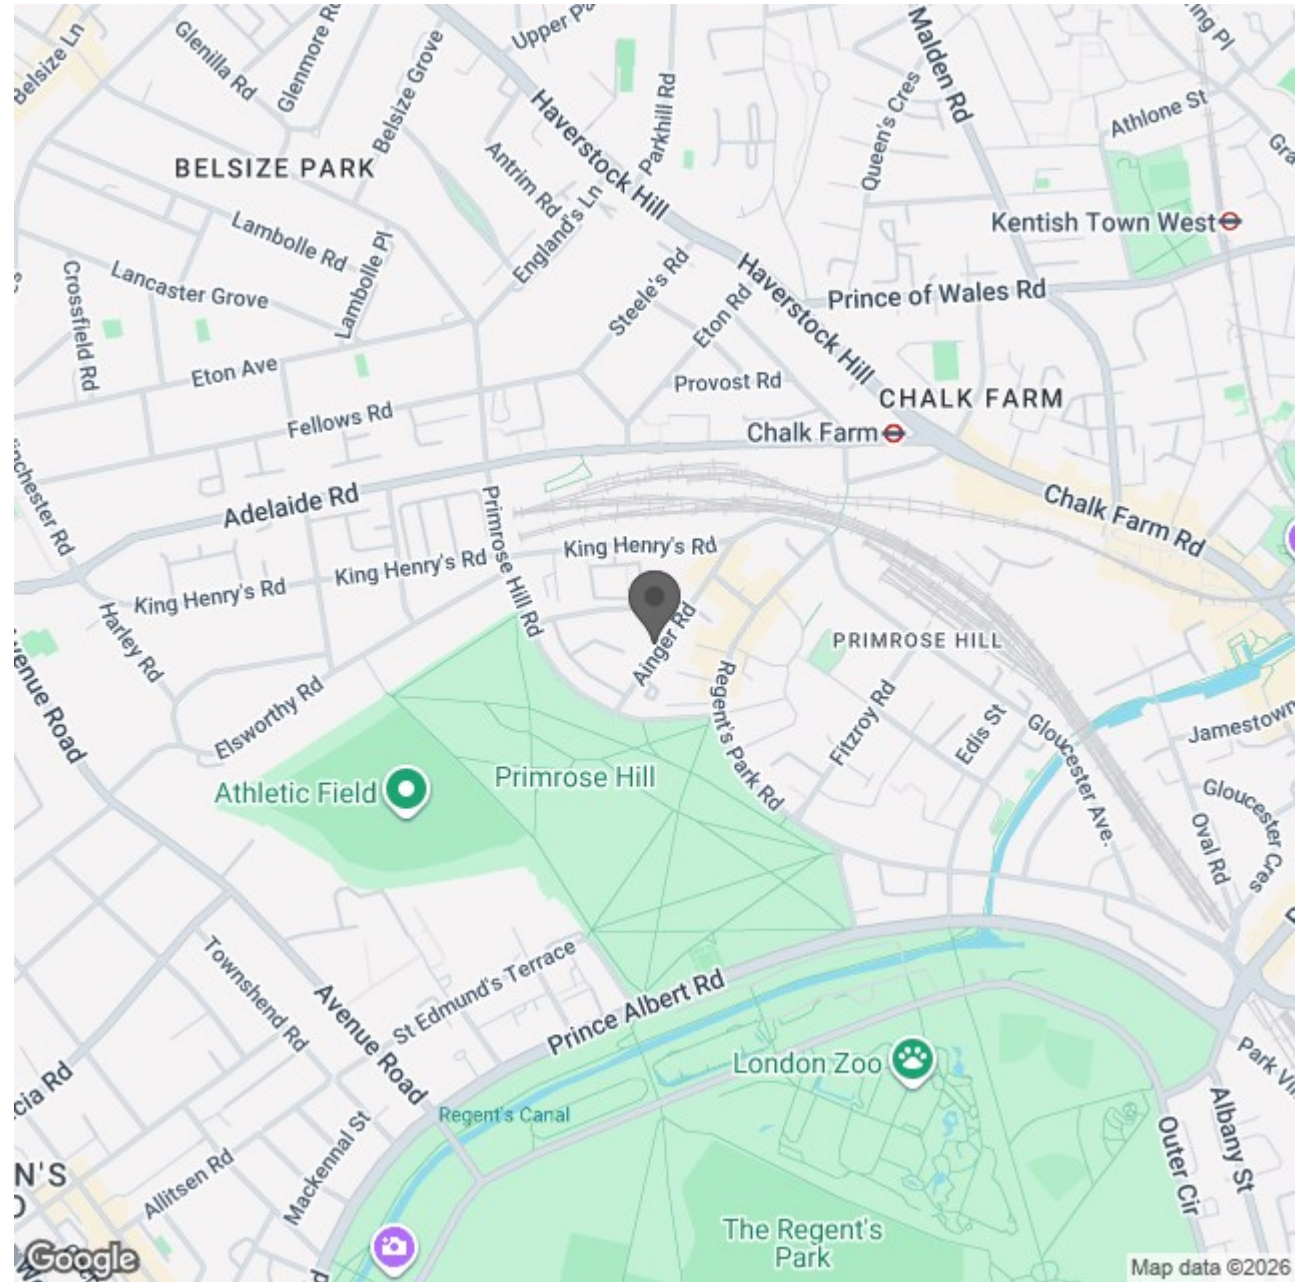 Belsize Ln
Glenilla Rd
Glenmore Rd
Belsize Grove
Upper
Haverstock Hill
Parkhill Rd
Malden Rd
Queen's Cres
Athlone St
BELSIZE PARK
Antrim Rd
England's Ln
Kentish Town West
Lambolle Rd
Lambolle Pl
Lancaster Grove
Crossfield Rd
Steele's Rd
Eton Rd
Haverstock Hill
Prince of Wales Rd
Eton Ave
Provost Rd
CHALK FARM
Fellows Rd
Chalk Farm
Adelaide Rd
Primrose Hill Rd
Chalk Farm Rd
King Henry's Rd
King Henry's Rd
King Henry's Rd
Harley Rd
Ainger Rd
PRIMROSE HILL
Avenue Road
Elsworthy Rd
Regent's Park Rd
Fitzroy Rd
Edis St
Gloucester Ave.
Jamestown
Athletic Field
Primrose Hill
Gloucester Cres
Oval Rd
Townshend Rd
Avenue Road
St Edmund's Terrace
Prince Albert Rd
London Zoo
Park
cia Rd
Regent's Canal
Mackennal St
Allitsen Rd
Outer Cir
Albany St
N'S
The Regent's
Park
Google
Map data ©2026